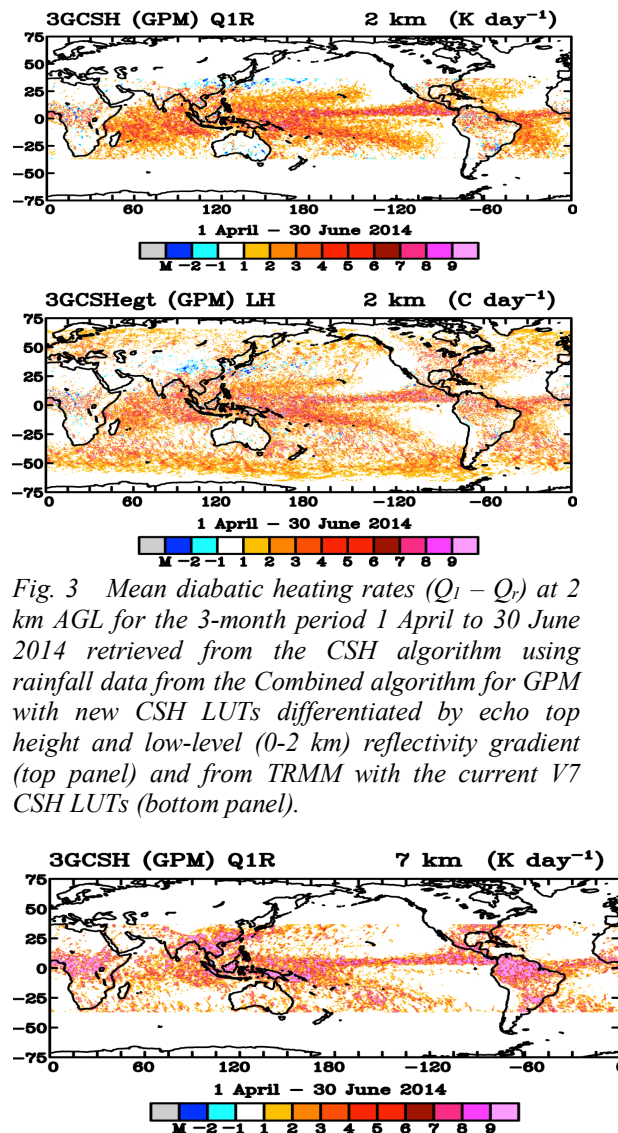 3GCSH (GPM) Q1R 2 km (K day⁻¹)
75
50
25
0
−25
−50
−75
0 60 120 180 −120 −60 0
1 April − 30 June 2014
M −2 −1 1 2 3 4 5 6 7 8 9
3GCSHegt (GPM) LH 2 km (C day⁻¹)
75
50
25
0
−25
−50
−75
0 60 120 180 −120 −60 0
1 April − 30 June 2014
M −2 −1 1 2 3 4 5 6 7 8 9
Fig. 3 Mean diabatic heating rates (Q₁ – Qᵣ) at 2
km AGL for the 3-month period 1 April to 30 June
2014 retrieved from the CSH algorithm using
rainfall data from the Combined algorithm for GPM
with new CSH LUTs differentiated by echo top
height and low-level (0-2 km) reflectivity gradient
(top panel) and from TRMM with the current V7
CSH LUTs (bottom panel).
3GCSH (GPM) Q1R 7 km (K day⁻¹)
75
50
25
0
−25
−50
−75
0 60 120 180 −120 −60 0
1 April − 30 June 2014
M −2 −1 1 2 3 4 5 6 7 8 9